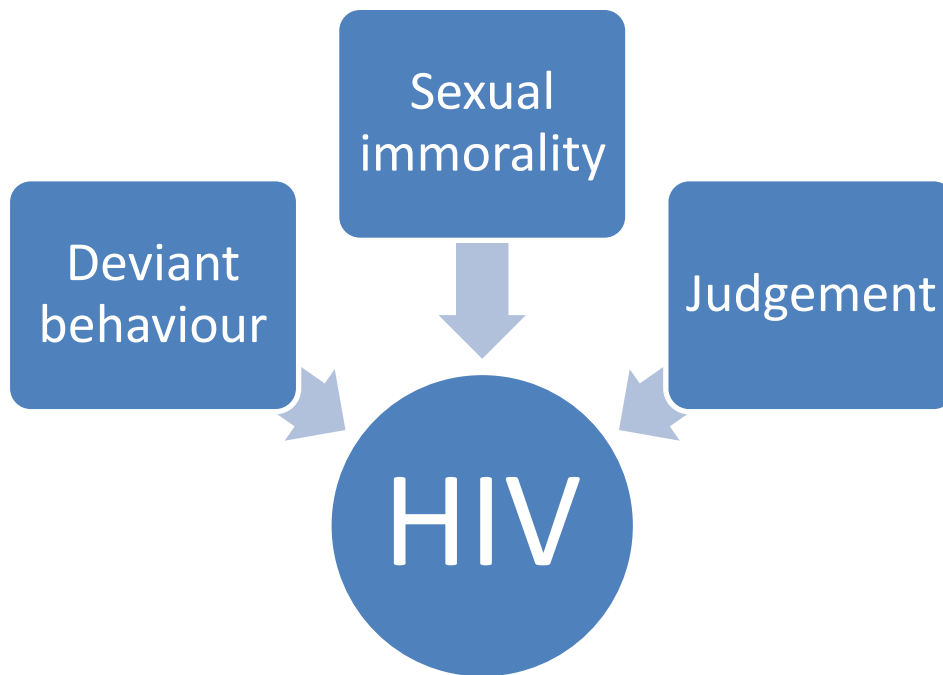 Sexual
immorality
Deviant
behaviour
Judgement
HIV